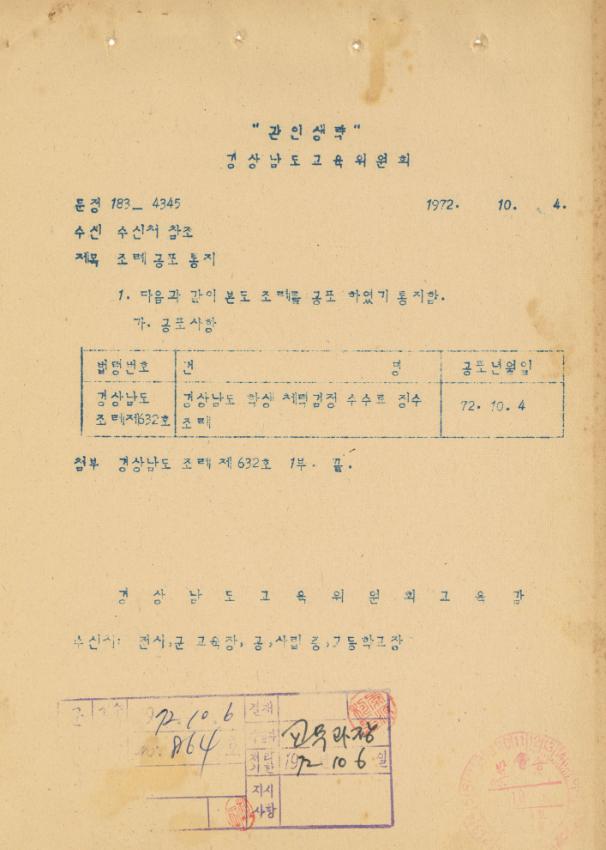 "관인생략"
경상남도교육위원회
문정 183_ 4345 1972. 10. 4.
수신 수신처 참조
제목 조례 공포 통지
1. 다음과 같이 본도 조례를 공포 하였기 통지함.
가. 공포사항
법령번호 건 명 공포년월일
경상남도 경상남도 학생 체력검정 수수료 징수 72. 10. 4
조례제632호 조례
첨부 경상남도 조례 제632호 1부. 끝.
경상남도교육위원회교육감
수신처: 전시,군 교육장, 공,사립 중,고등학교장
1972.10.6 결재
864 교무과장
1972 10 6 일
지시
사항